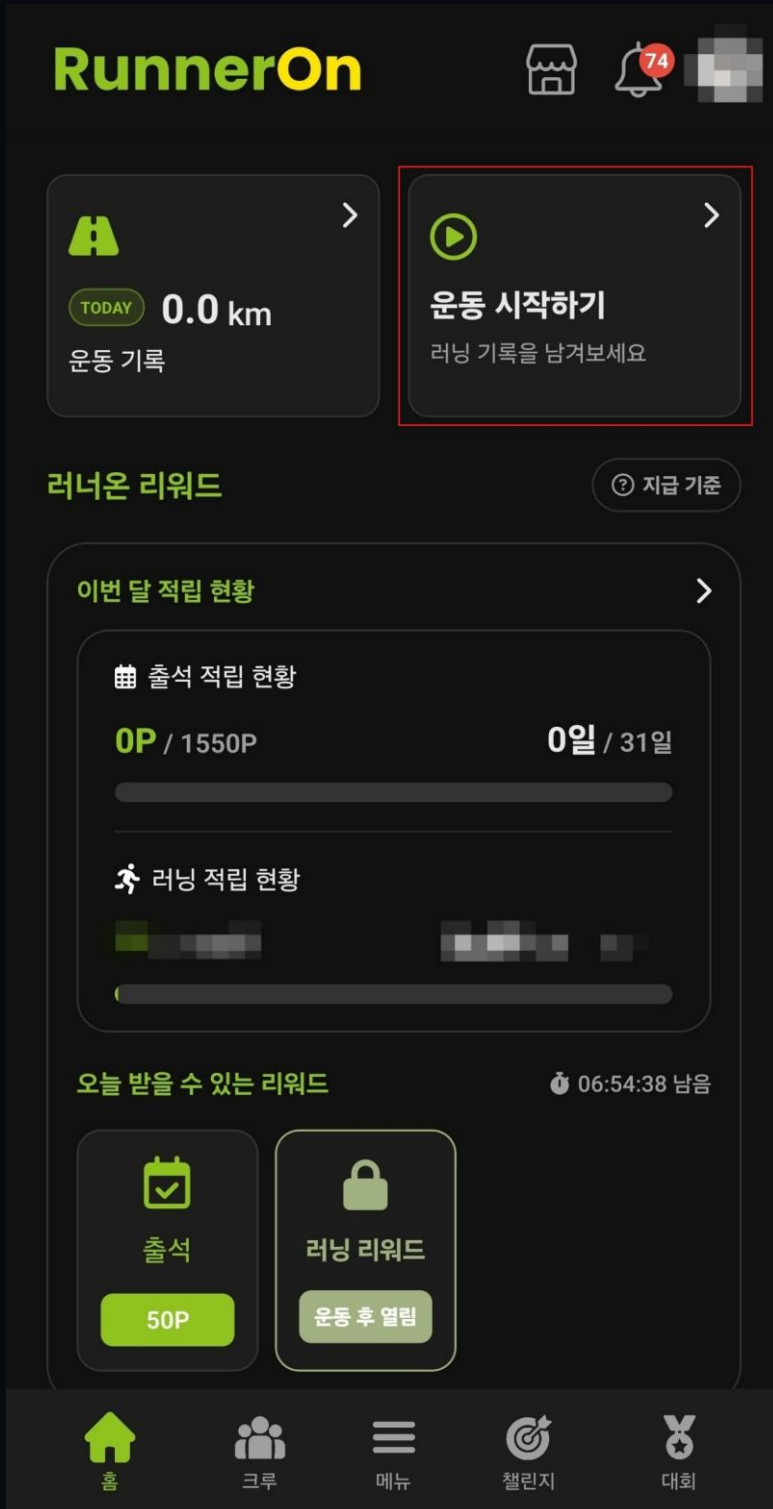 RunnerOn
74
TODAY 0.0 km
운동 기록
운동 시작하기
러닝 기록을 남겨보세요
러너온 리워드
지급 기준
이번 달 적립 현황
출석 적립 현황
0P / 1550P
0일 / 31일
러닝 적립 현황
오늘 받을 수 있는 리워드
06:54:38 남음
출석
50P
러닝 리워드
운동 후 열림
홈
크루
메뉴
챌린지
대회